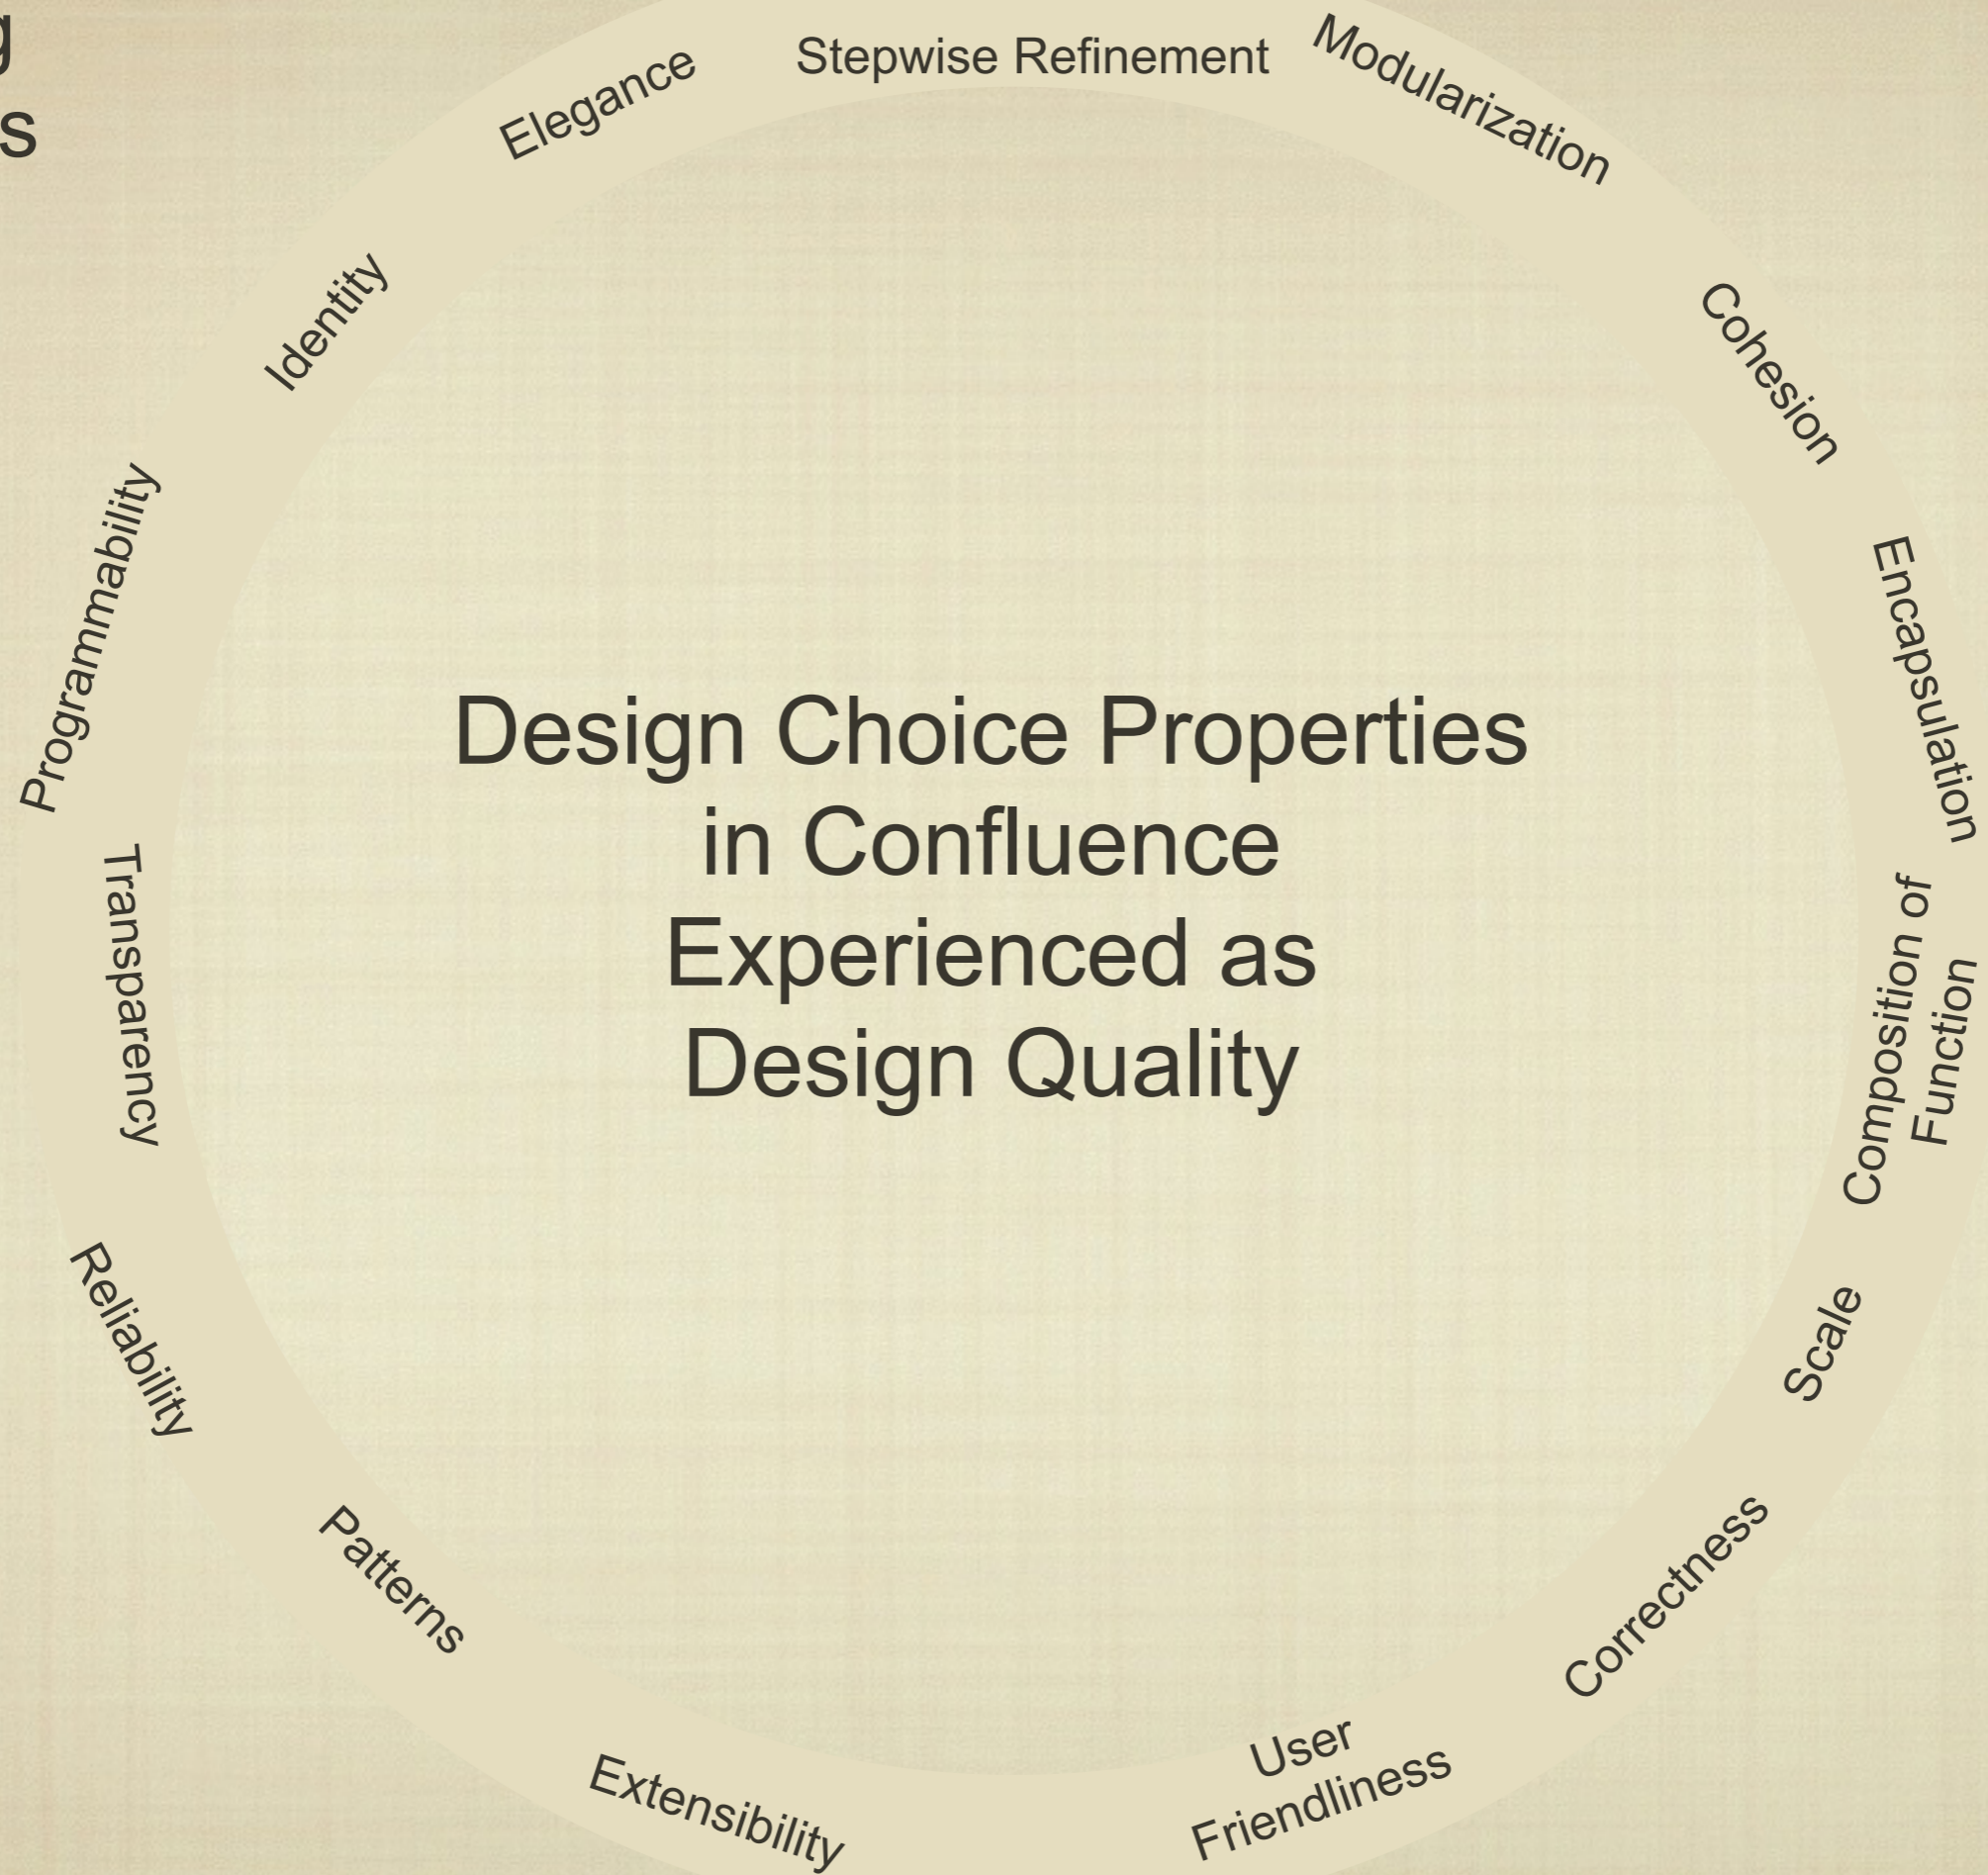 g
s
Stepwise Refinement
Modularization
Cohesion
Encapsulation
Composition of
Function
Scale
Correctness
User
Friendliness
Extensibility
Patterns
Reliability
Transparency
Programmability
Identity
Elegance
Design Choice Properties
in Confluence
Experienced as
Design Quality